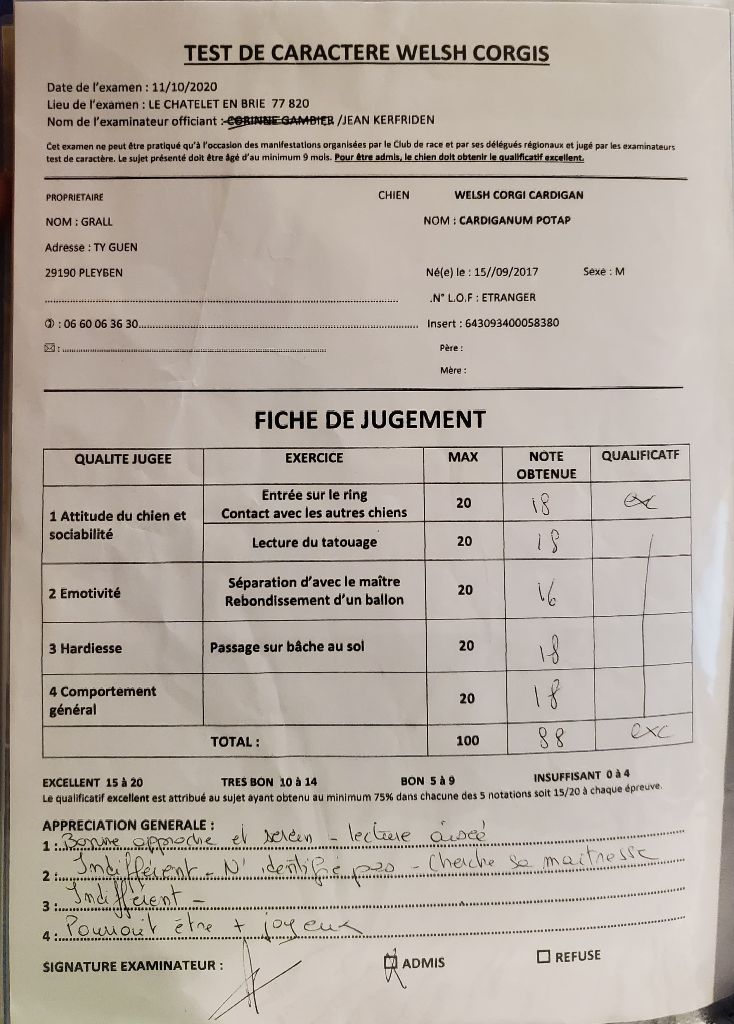 TEST DE CARACTERE WELSH CORGIS
Date de l'examen : 11/10/2020
Lieu de l'examen : LE CHATELET EN BRIE 77 820
Nom de l'examinateur officiant : CORINNE GAMBIER /JEAN KERFRIDEN
Cet examen ne peut être pratiqué qu'à l'occasion des manifestations organisées par le Club de race et par ses délégués régionaux et jugé par les examinateurs
test de caractère. Le sujet présenté doit être âgé d'au minimum 9 mois. Pour être admis, le chien doit obtenir le qualificatif excellent.
PROPRIETAIRE CHIEN WELSH CORGI CARDIGAN
NOM : GRALL NOM : CARDIGANUM POTAP
Adresse : TY GUEN
29190 PLEYBEN Né(e) le : 15//09/2017 Sexe : M
.N° L.O.F : ETRANGER
✆ : 06 60 06 36 30 Insert : 643093400058380
✉ : Père :
Mère :
FICHE DE JUGEMENT
QUALITE JUGEE EXERCICE MAX NOTE OBTENUE QUALIFICATF
1 Attitude du chien et sociabilité Entrée sur le ring Contact avec les autres chiens 20 18 exc
Lecture du tatouage 20 18
2 Emotivité Séparation d'avec le maître Rebondissement d'un ballon 20 16
3 Hardiesse Passage sur bâche au sol 20 18
4 Comportement général 20 18
TOTAL : 100 88 exc
EXCELLENT 15 à 20 TRES BON 10 à 14 BON 5 à 9 INSUFFISANT 0 à 4
Le qualificatif excellent est attribué au sujet ayant obtenu au minimum 75% dans chacune des 5 notations soit 15/20 à chaque épreuve.
APPRECIATION GENERALE :
1 : Bonne approche et serein - lecture aisée
2 : Indifférent - N'identifie pas - Cherche sa maitresse
3 : Indifférent -
4 : Pourrait être + joyeux
SIGNATURE EXAMINATEUR : ADMIS REFUSE